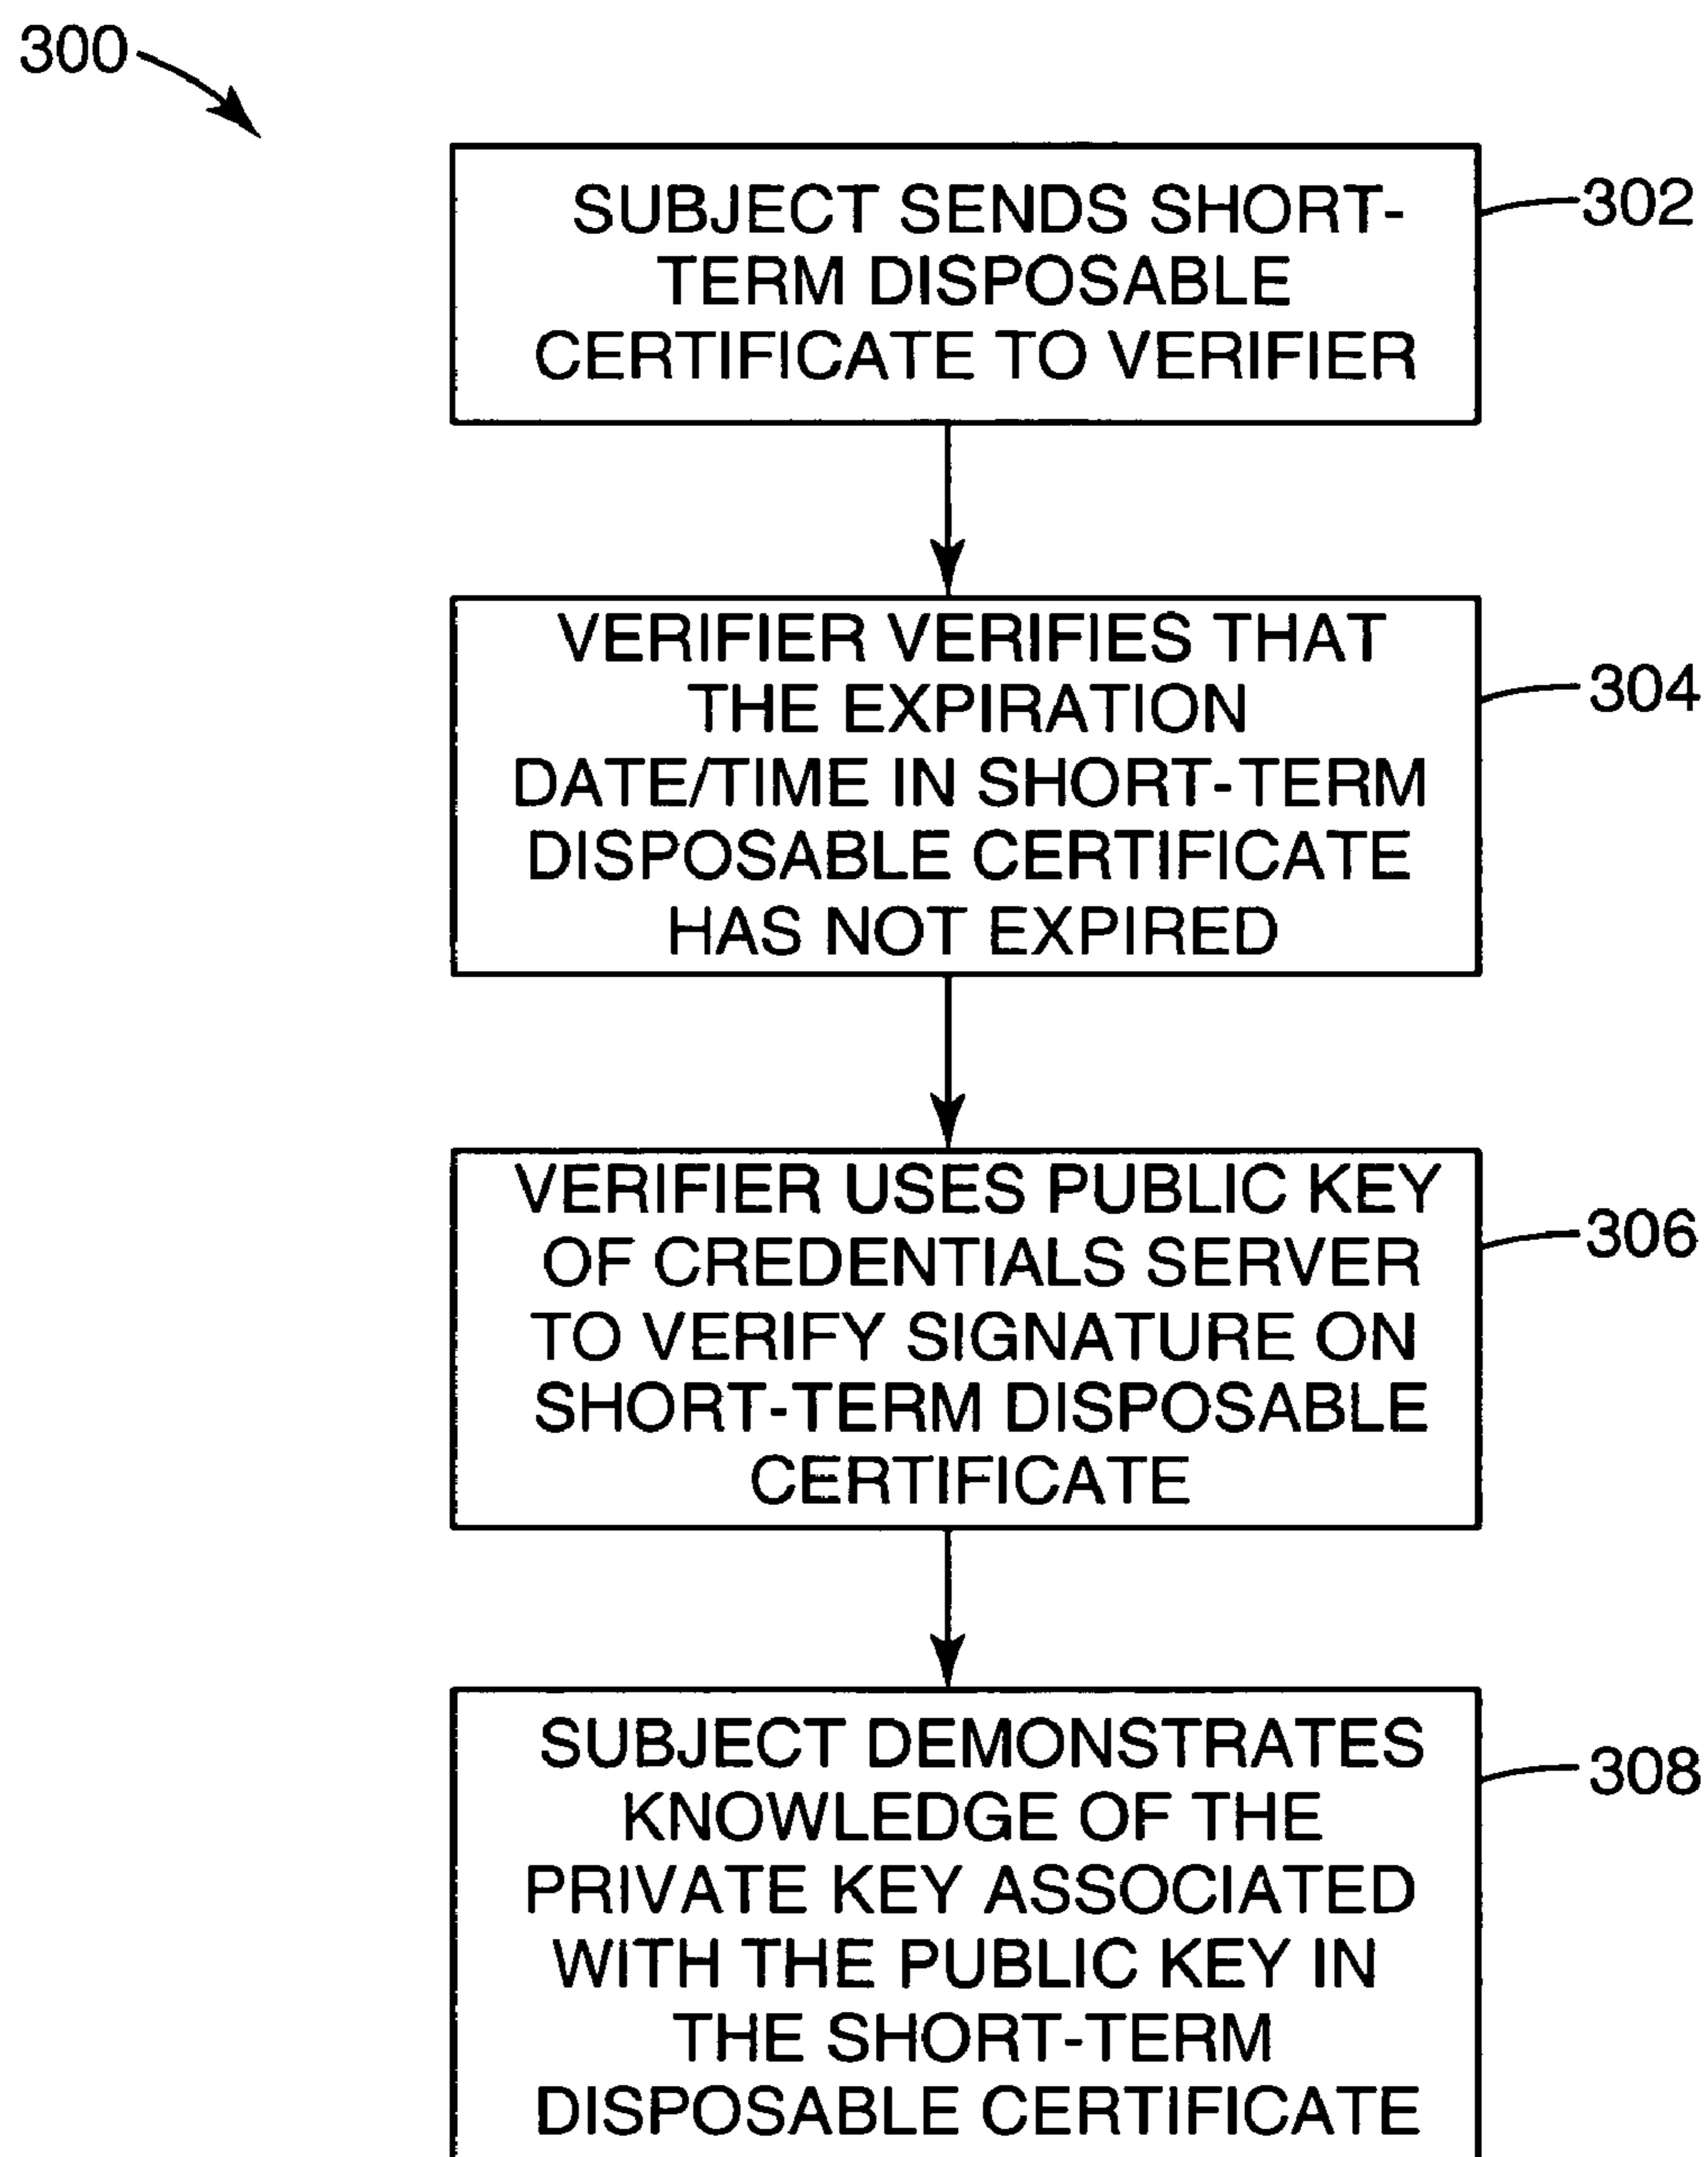 300
SUBJECT SENDS SHORT-
TERM DISPOSABLE
CERTIFICATE TO VERIFIER
302
VERIFIER VERIFIES THAT
THE EXPIRATION
DATE/TIME IN SHORT-TERM
DISPOSABLE CERTIFICATE
HAS NOT EXPIRED
304
VERIFIER USES PUBLIC KEY
OF CREDENTIALS SERVER
TO VERIFY SIGNATURE ON
SHORT-TERM DISPOSABLE
CERTIFICATE
306
SUBJECT DEMONSTRATES
KNOWLEDGE OF THE
PRIVATE KEY ASSOCIATED
WITH THE PUBLIC KEY IN
THE SHORT-TERM
DISPOSABLE CERTIFICATE
308